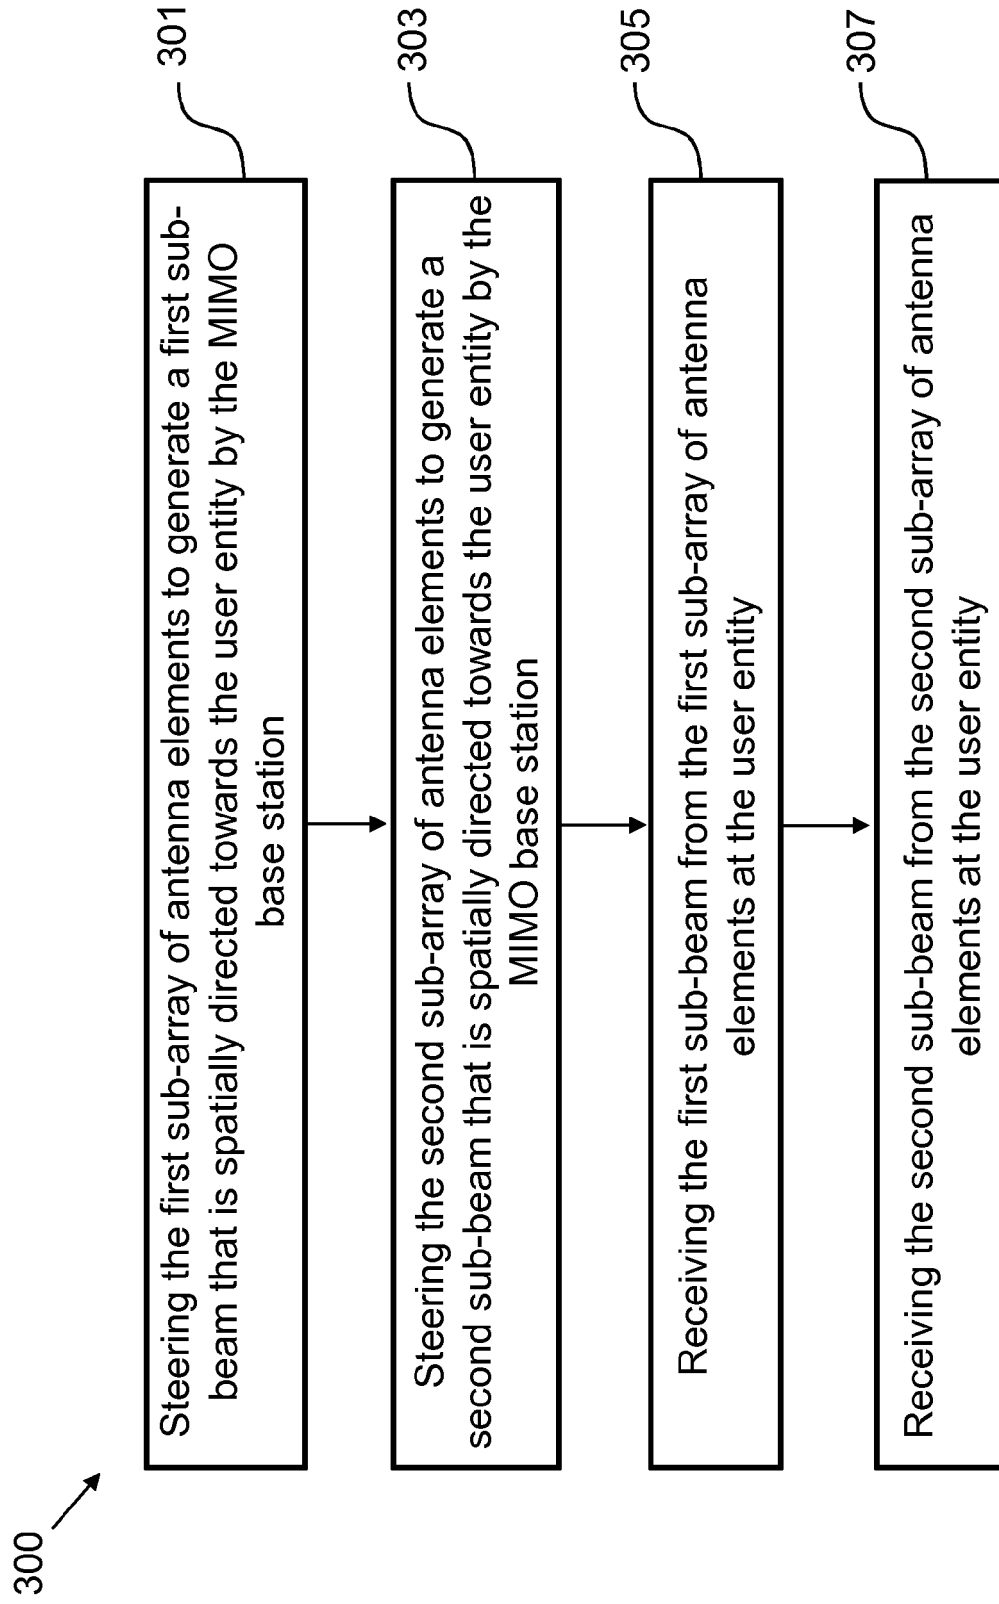 300
Steering the first sub-array of antenna elements to generate a first sub-
beam that is spatially directed towards the user entity by the MIMO
base station
301
Steering the second sub-array of antenna elements to generate a
second sub-beam that is spatially directed towards the user entity by the
MIMO base station
303
Receiving the first sub-beam from the first sub-array of antenna
elements at the user entity
305
Receiving the second sub-beam from the second sub-array of antenna
elements at the user entity
307